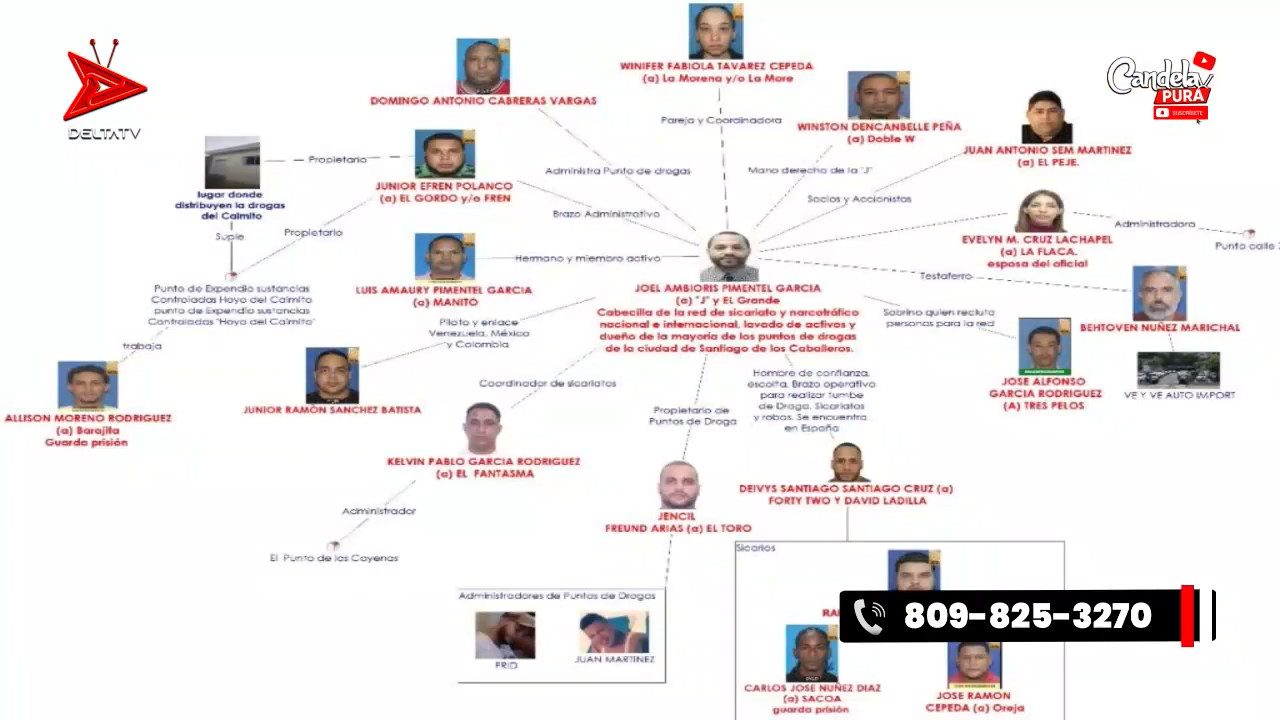 DELTATV
Candela
PURA
SUSCRÍBETE
WINIFER FABIOLA TAVAREZ CEPEDA
(a) La Morena y/o La More
DOMINGO ANTONIO CABRERAS VARGAS
Pareja y Coordinadora
WINSTON DENCANBELLE PEÑA
(a) Doble W
JUAN ANTONIO SEM MARTINEZ
(a) EL PEJE.
Propietario
Administra Punto de drogas
Mano derecha de la "J"
JUNIOR EFREN POLANCO
(a) EL GORDO y/o FREN
lugar donde
distribuyen la drogas
del Caimito
Socios y Accionistas
Brazo Administrativo
Suple
Propietario
Administradora
EVELYN M. CRUZ LACHAPEL
(a) LA FLACA.
esposa del oficial
Punto calle
Hermano y miembro activo
Testaferro
LUIS AMAURY PIMENTEL GARCIA
(a) MANITO
JOEL AMBIORIS PIMENTEL GARCIA
(a) "J" y EL Grande
Cabecilla de la red de sicariato y narcotráfico
nacional e internacional, lavado de activos y
dueño de la mayoría de los puntos de drogas
de la ciudad de Santiago de los Caballeros.
Punto de Expendio sustancias
Controladas Hoyo del Caimito
punto de Expendio sustancias
Controladas "Hoyo del Caimito"
Piloto y enlace
Venezuela, México
y Colombia
Sobrino quien recluta
personas para la red
BEHTOVEN NUÑEZ MARICHAL
trabaja
Coordinador de sicariatos
Hombre de confianza,
escolta, Brazo operativo
para realizar tumbe
de Droga, Sicariatos
y robos. Se encuentra
en España
JOSE ALFONSO
GARCIA RODRIGUEZ
(A) TRES PELOS
VE Y VE AUTO IMPORT
ALLISON MORENO RODRIGUEZ
(a) Barajita
Guarda prisión
JUNIOR RAMÓN SANCHEZ BATISTA
Propietario de
Puntos de Droga
KELVIN PABLO GARCIA RODRIGUEZ
(a) EL FANTASMA
DEIVYS SANTIAGO SANTIAGO CRUZ (a)
FORTY TWO Y DAVID LADILLA
Administrador
JENCIL
FREUND ARIAS (a) EL TORO
El Punto de las Cayenas
Sicarios
Administradores de Puntos de Drogas
809-825-3270
FRID
JUAN MARTINEZ
CARLOS JOSE NUÑEZ DIAZ
(a) SACOA
guarda prisión
JOSE RAMON
CEPEDA (a) Oreja